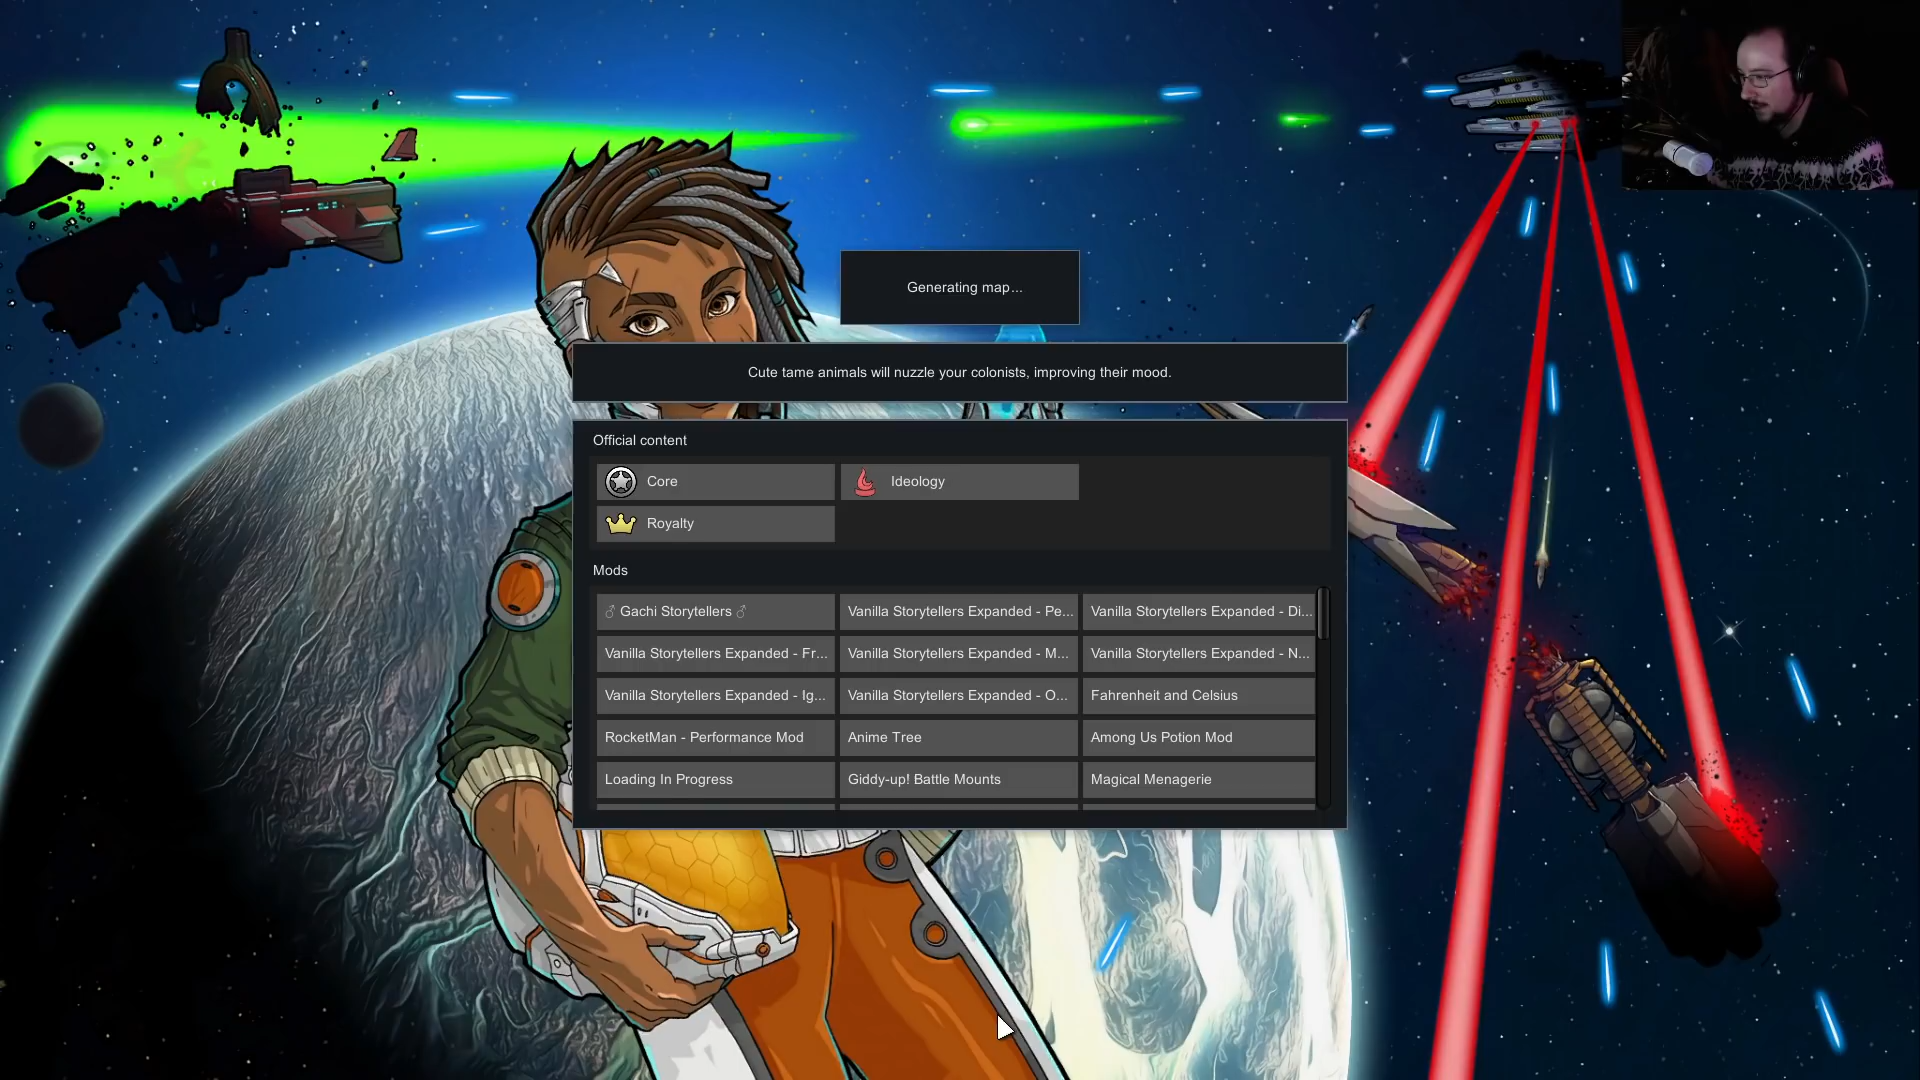 Generating map...
Cute tame animals will nuzzle your colonists, improving their mood.
Official content
Core
Ideology
Royalty
Mods
♂ Gachi Storytellers ♂
Vanilla Storytellers Expanded - Pe...
Vanilla Storytellers Expanded - Di...
Vanilla Storytellers Expanded - Fr...
Vanilla Storytellers Expanded - M...
Vanilla Storytellers Expanded - N...
Vanilla Storytellers Expanded - Ig...
Vanilla Storytellers Expanded - O...
Fahrenheit and Celsius
RocketMan - Performance Mod
Anime Tree
Among Us Potion Mod
Loading In Progress
Giddy-up! Battle Mounts
Magical Menagerie